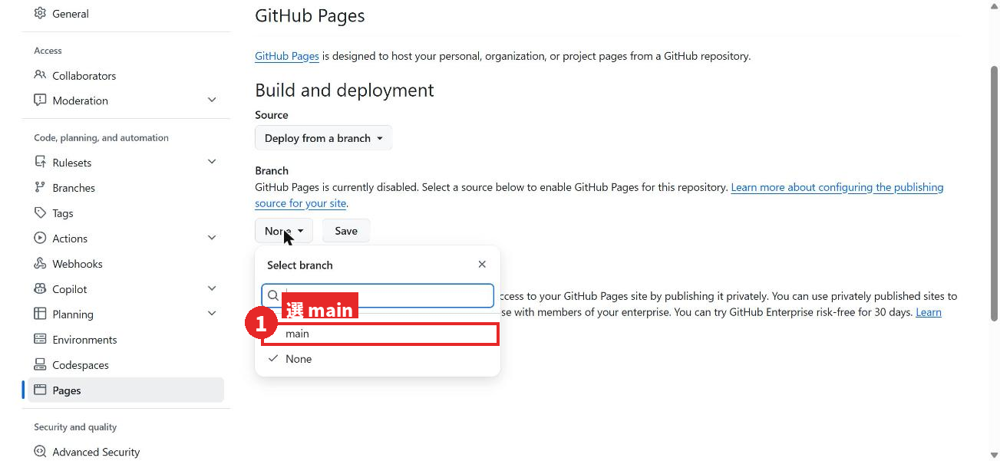 General
Access
Collaborators
Moderation
Code, planning, and automation
Rulesets
Branches
Tags
Actions
Webhooks
Copilot
Planning
Environments
Codespaces
Pages
Security and quality
Advanced Security
GitHub Pages
GitHub Pages is designed to host your personal, organization, or project pages from a GitHub repository.
Build and deployment
Source
Deploy from a branch
Branch
GitHub Pages is currently disabled. Select a source below to enable GitHub Pages for this repository. Learn more about configuring the publishing
source for your site.
None Save
Select branch
ccess to your GitHub Pages site by publishing it privately. You can use privately published sites to
選 main
se with members of your enterprise. You can try GitHub Enterprise risk-free for 30 days. Learn
1
main
None